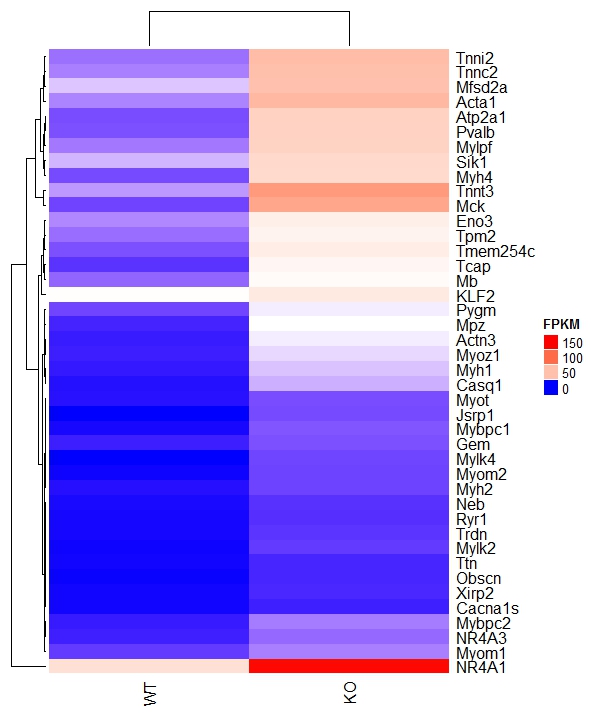 Tnni2
Tnnc2
Mfsd2a
Acta1
Atp2a1
Pvalb
Mylpf
Sik1
Myh4
Tnnt3
Mck
Eno3
Tpm2
Tmem254c
Tcap
Mb
KLF2
Pygm
Mpz
Actn3
Myoz1
Myh1
Casq1
Myot
Jsrp1
Mybpc1
Gem
Mylk4
Myom2
Myh2
Neb
Ryr1
Trdn
Mylk2
Ttn
Obscn
Xirp2
Cacna1s
Mybpc2
NR4A3
Myom1
NR4A1
FPKM
150
100
50
0
WT
KO